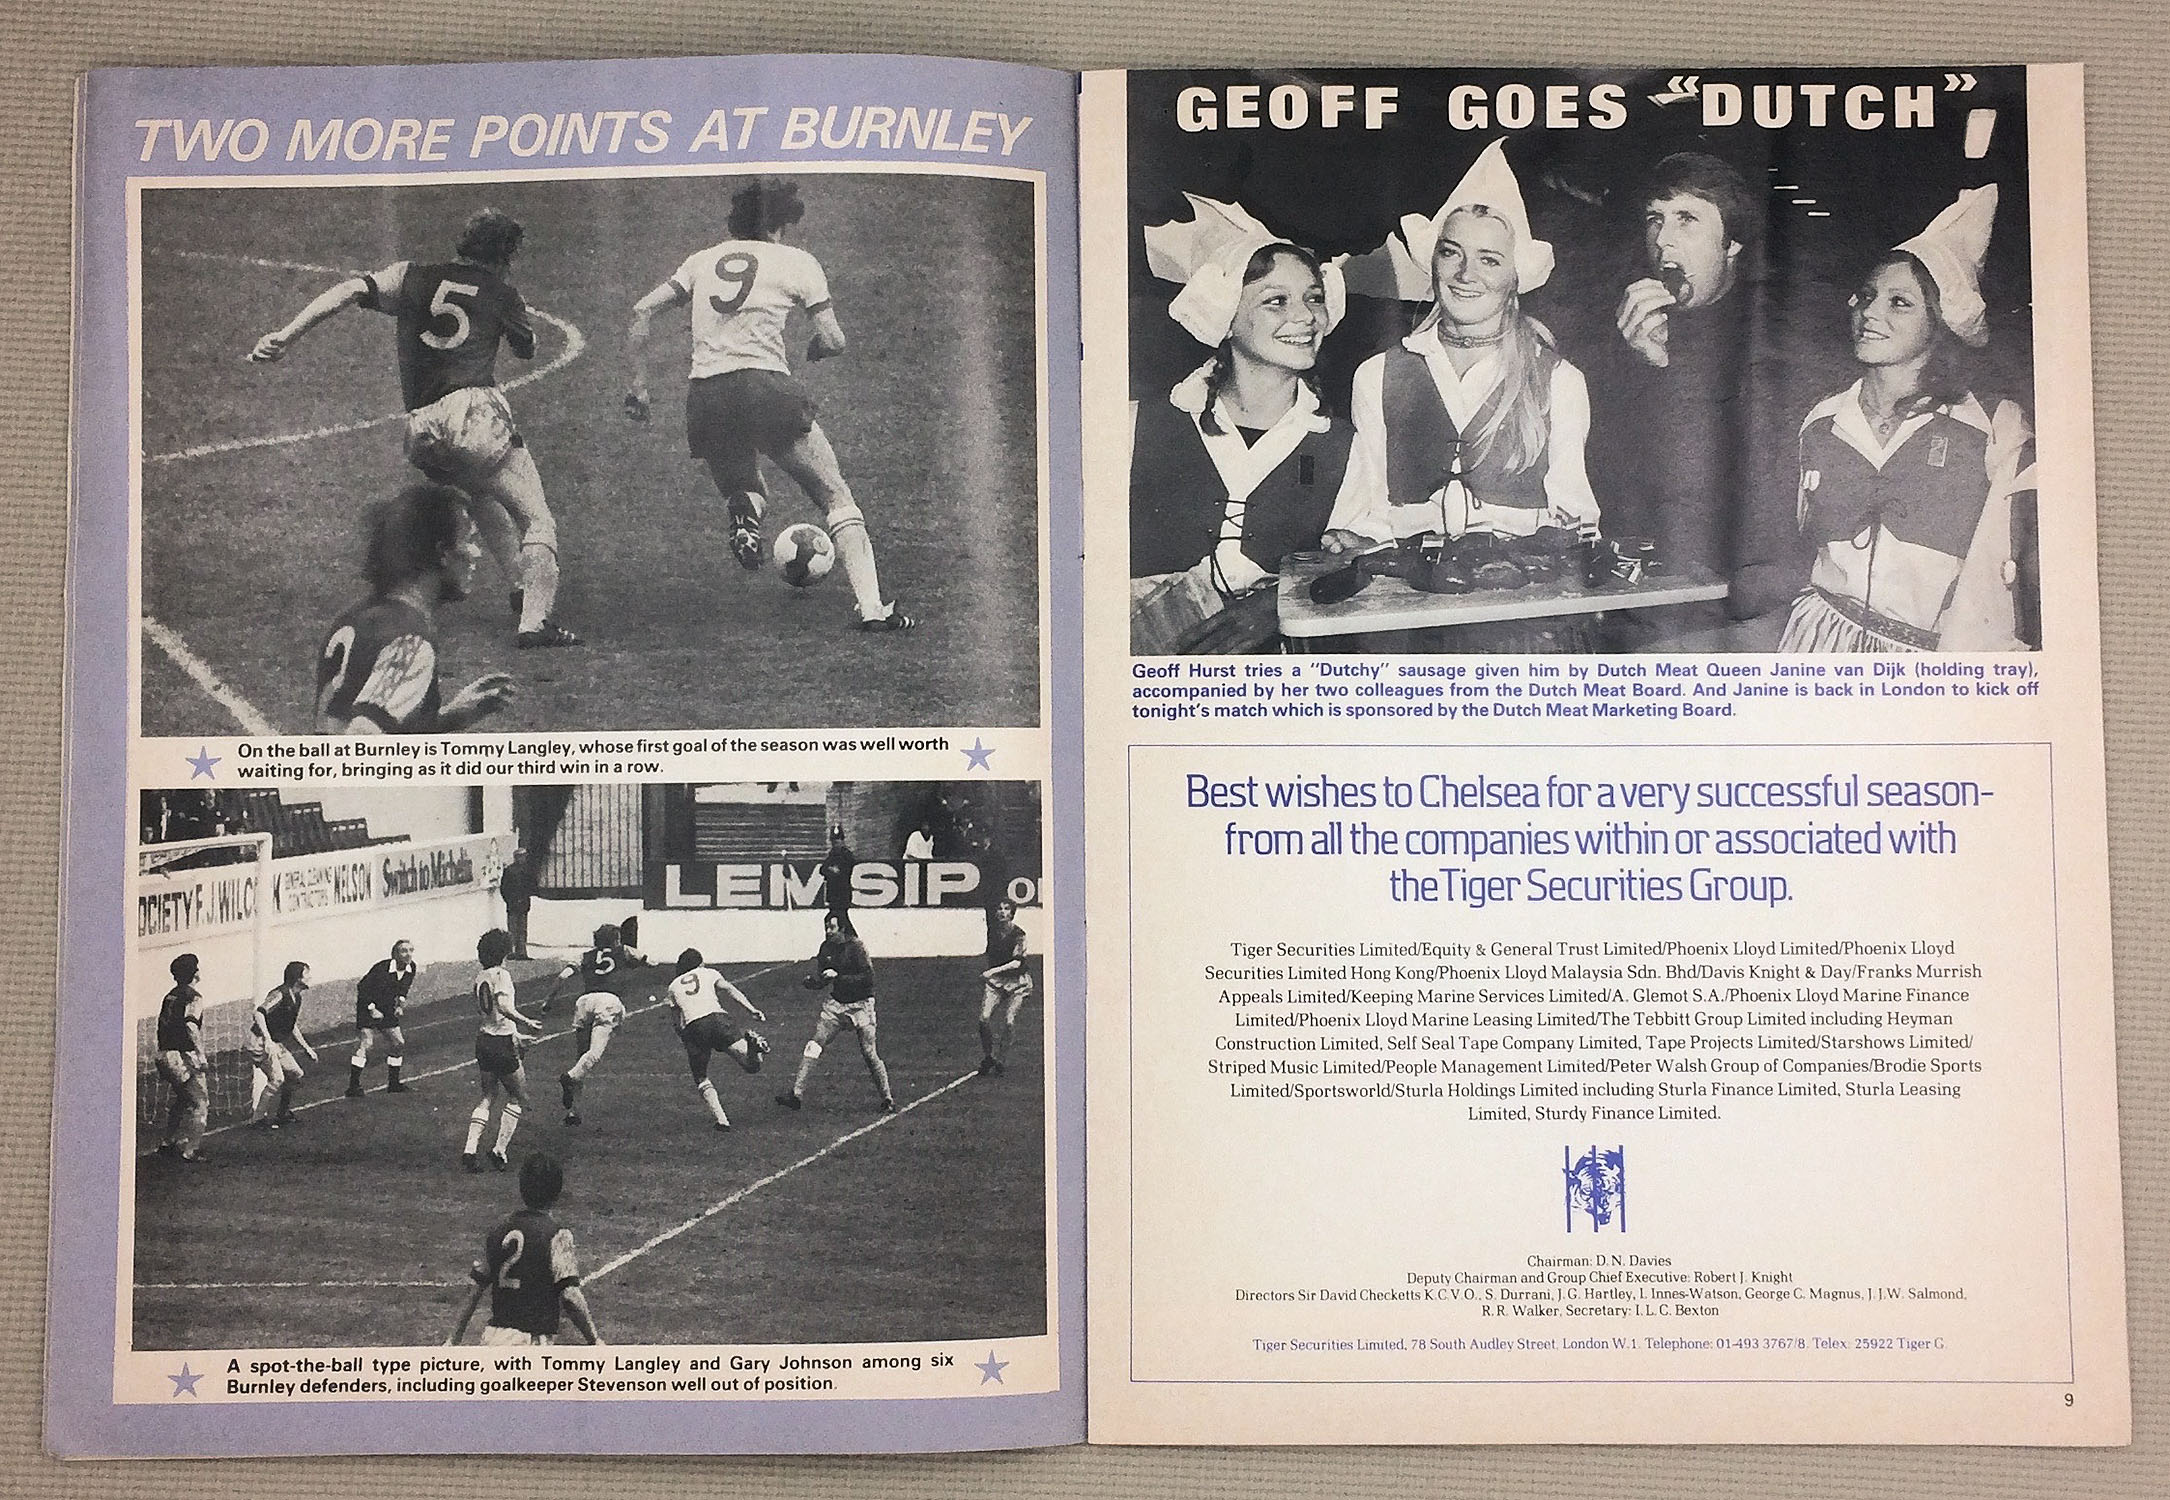 TWO MORE POINTS AT BURNLEY
5
9
2
On the ball at Burnley is Tommy Langley, whose first goal of the season was well worth
waiting for, bringing as it did our third win in a row.
OCIETY F. J WILC K GENERAL CLEANING CONTRACTORS NELSON Switch to Michelin
LEMSIP
5
9
2
A spot-the-ball type picture, with Tommy Langley and Gary Johnson among six
Burnley defenders, including goalkeeper Stevenson well out of position.
GEOFF GOES “DUTCH”
Geoff Hurst tries a “Dutchy” sausage given him by Dutch Meat Queen Janine van Dijk (holding tray),
accompanied by her two colleagues from the Dutch Meat Board. And Janine is back in London to kick off
tonight's match which is sponsored by the Dutch Meat Marketing Board.
Best wishes to Chelsea for a very successful season-
from all the companies within or associated with
the Tiger Securities Group.
Tiger Securities Limited/Equity & General Trust Limited/Phoenix Lloyd Limited/Phoenix Lloyd
Securities Limited Hong Kong/Phoenix Lloyd Malaysia Sdn. Bhd/Davis Knight & Day/Franks Murrish
Appeals Limited/Keeping Marine Services Limited/A. Glemot S.A./Phoenix Lloyd Marine Finance
Limited/Phoenix Lloyd Marine Leasing Limited/The Tebbitt Group Limited including Heyman
Construction Limited, Self Seal Tape Company Limited, Tape Projects Limited/Starshows Limited/
Striped Music Limited/People Management Limited/Peter Walsh Group of Companies/Brodie Sports
Limited/Sportsworld/Sturla Holdings Limited including Sturla Finance Limited, Sturla Leasing
Limited, Sturdy Finance Limited.
Chairman: D. N. Davies
Deputy Chairman and Group Chief Executive: Robert J. Knight
Directors Sir David Checketts K.C.V.O., S. Durrani, J. G. Hartley, I. Innes-Watson, George C. Magnus, J. J. W. Salmond,
R. R. Walker, Secretary: I. L. C. Bexton
Tiger Securities Limited, 78 South Audley Street, London W.1. Telephone: 01-493 3767/8. Telex: 25922 Tiger G.
9